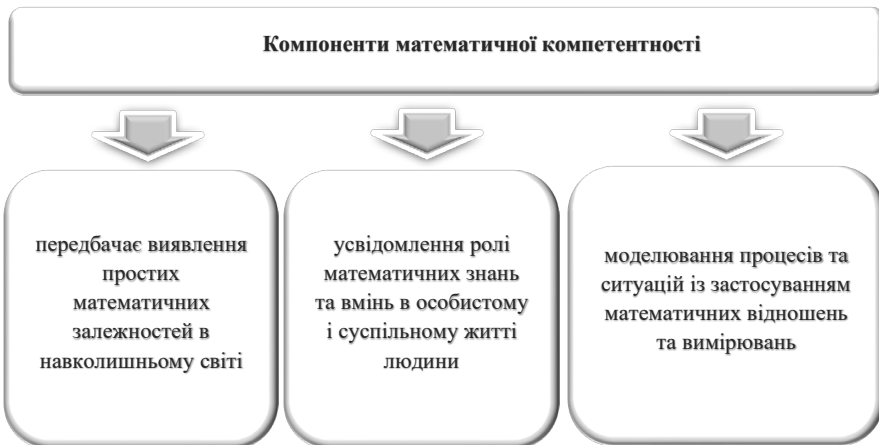 Компоненти математичної компетентності
передбачає виявлення
простих
математичних
залежностей в
навколишньому світі
усвідомлення ролі
математичних знань
та вмінь в особистому
і суспільному житті
людини
моделювання процесів та
ситуацій із застосуванням
математичних відношень
та вимірювань